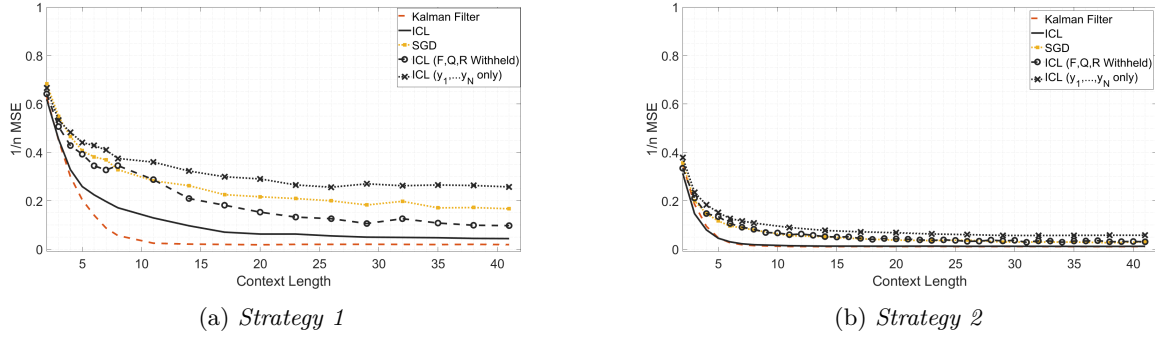 1
0.8
0.6
0.4
0.2
0
1/n MSE
5 10 15 20 25 30 35 40
Context Length
Kalman Filter
ICL
SGD
ICL (F,Q,R Withheld)
ICL (y1,...yN only)
(a) Strategy 1
1
0.8
0.6
0.4
0.2
0
1/n MSE
5 10 15 20 25 30 35 40
Context Length
Kalman Filter
ICL
SGD
ICL (F,Q,R Withheld)
ICL (y1,...,yN only)
(b) Strategy 2